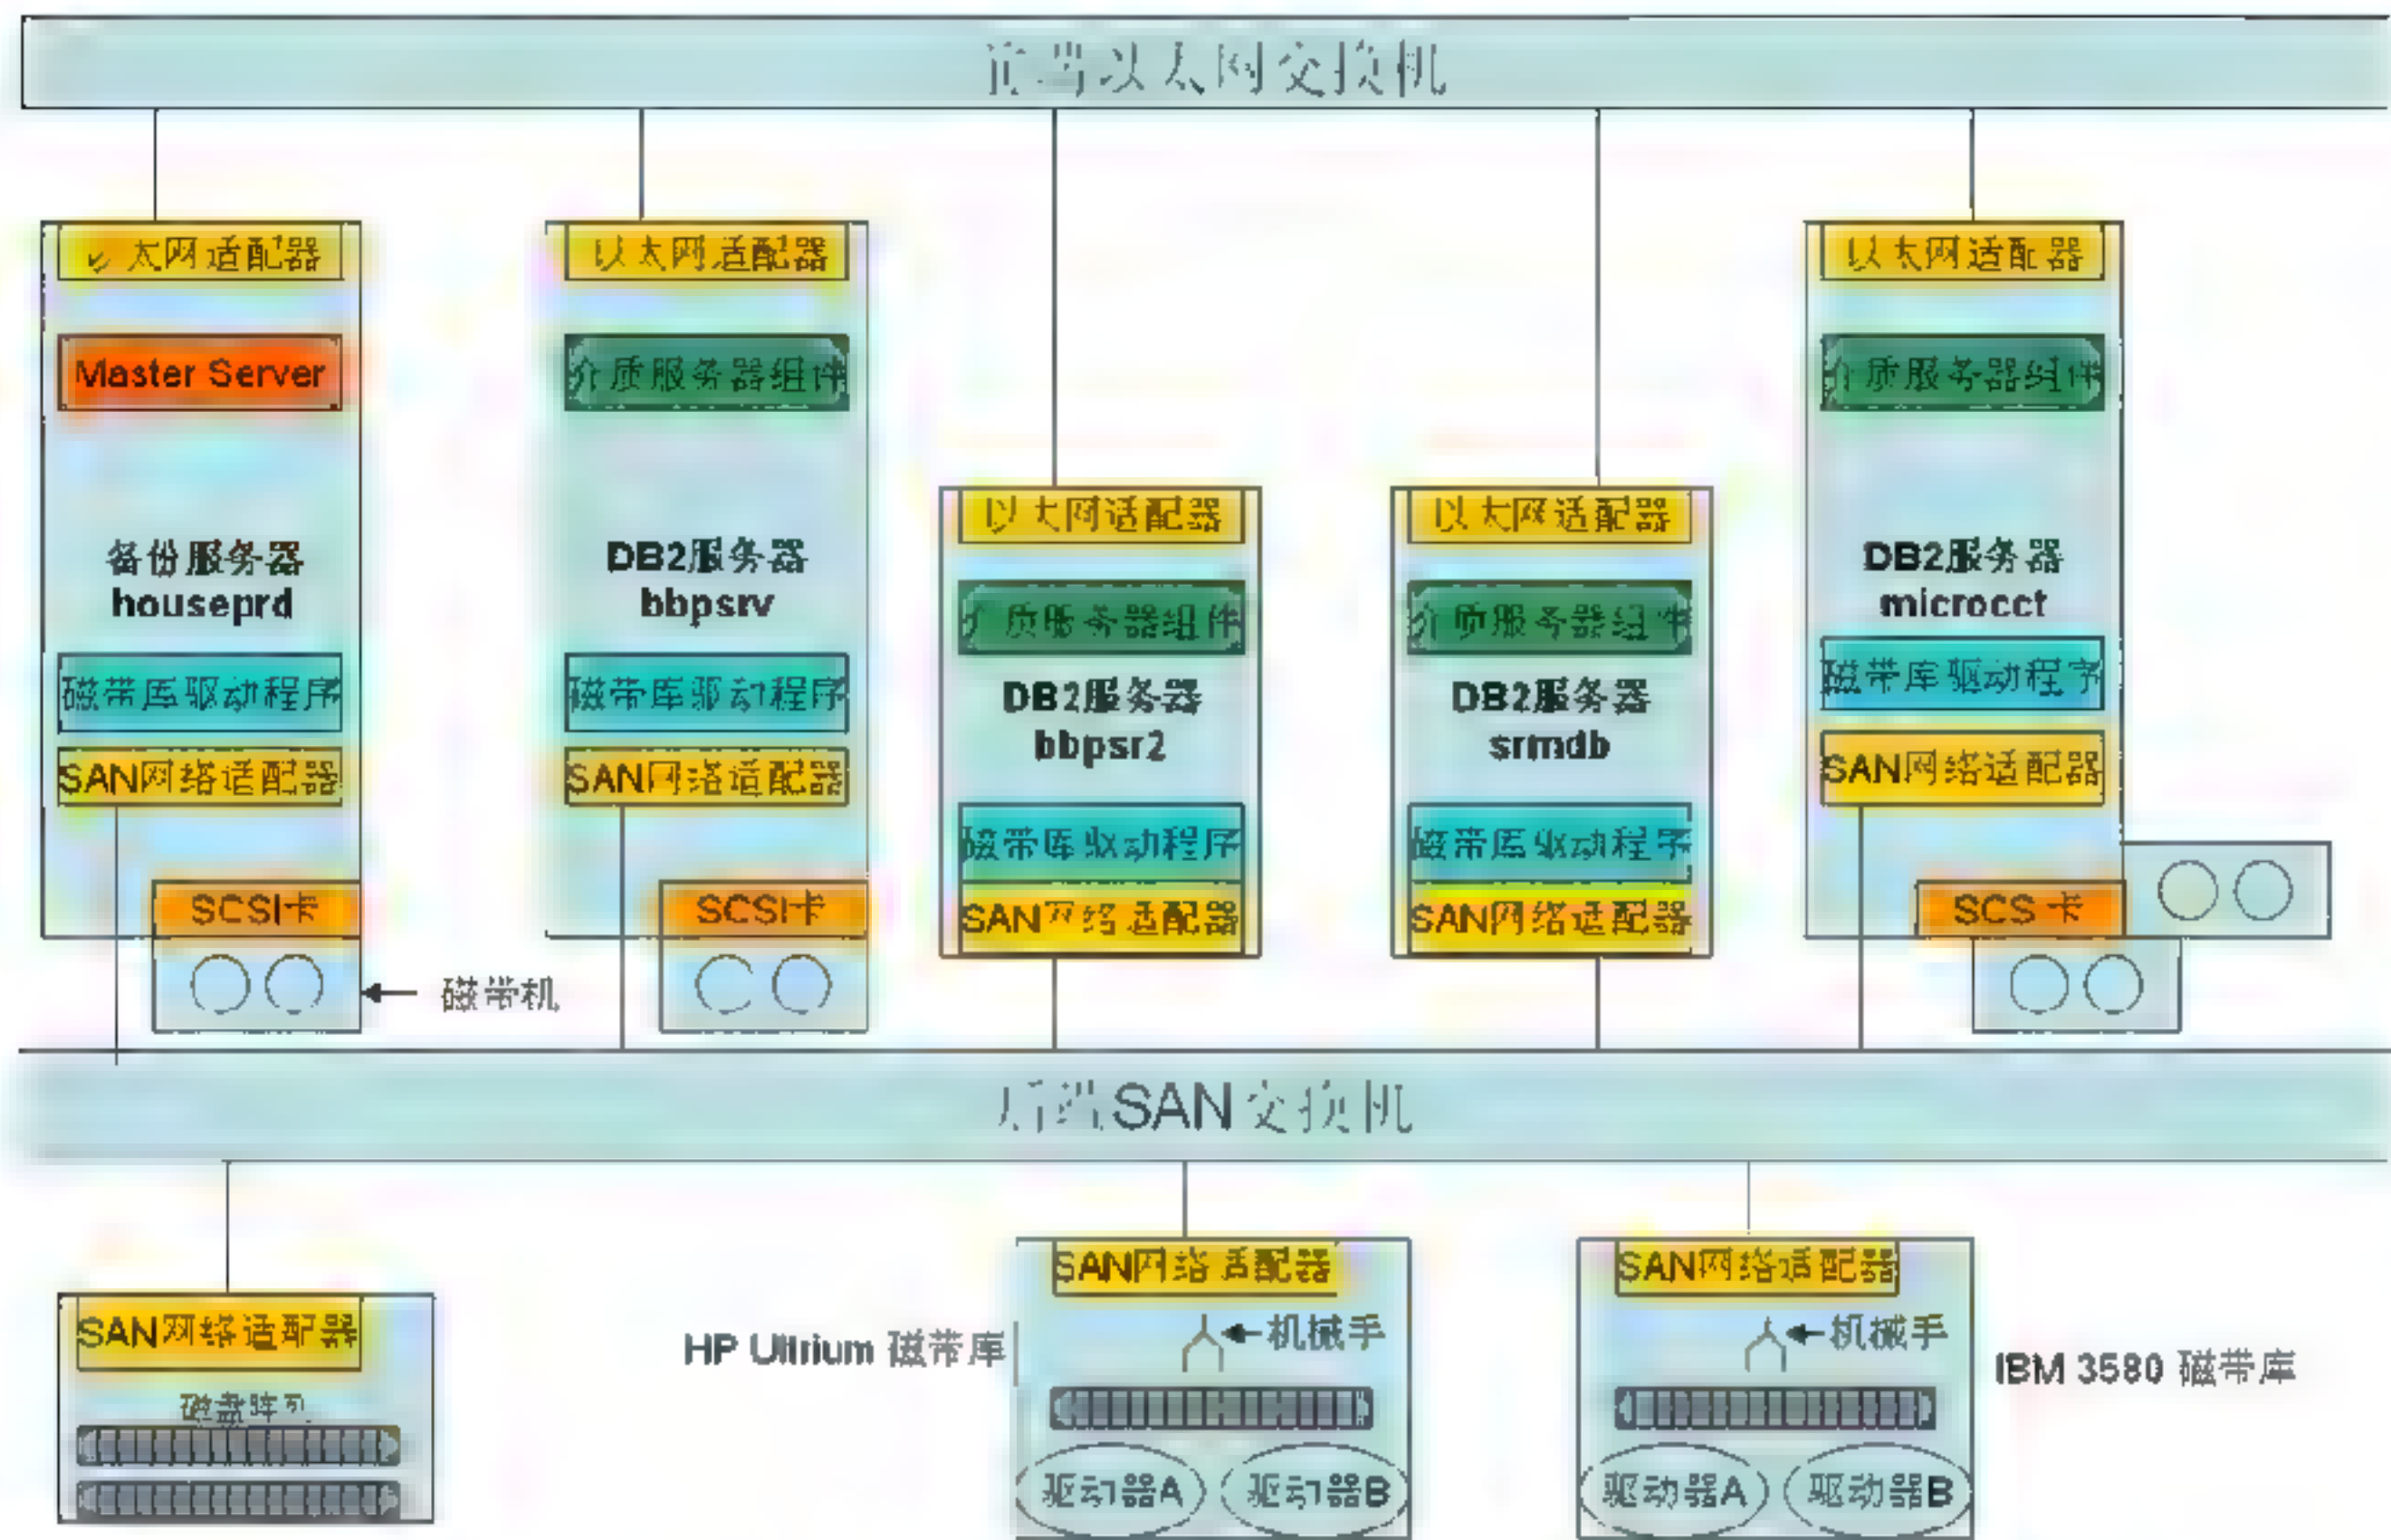 前端以太网交换机
以太网适配器
Master Server
备份服务器
houseprd
磁带库驱动程序
SAN网络适配器
SCSI卡
磁带机
以太网适配器
介质服务器组件
DB2服务器
bbpsrv
磁带库驱动程序
SAN网络适配器
SCSI卡
以太网适配器
介质服务器组件
DB2服务器
bbpsr2
磁带库驱动程序
SAN网络适配器
以太网适配器
介质服务器组件
DB2服务器
srmdb
磁带库驱动程序
SAN网络适配器
以太网适配器
介质服务器组件
DB2服务器
microcct
磁带库驱动程序
SAN网络适配器
SCS 卡
后端SAN交换机
SAN网络适配器
磁盘阵列
HP Ultrium 磁带库
SAN网络适配器
机械手
驱动器A
驱动器B
SAN网络适配器
机械手
驱动器A
驱动器B
IBM 3580 磁带库